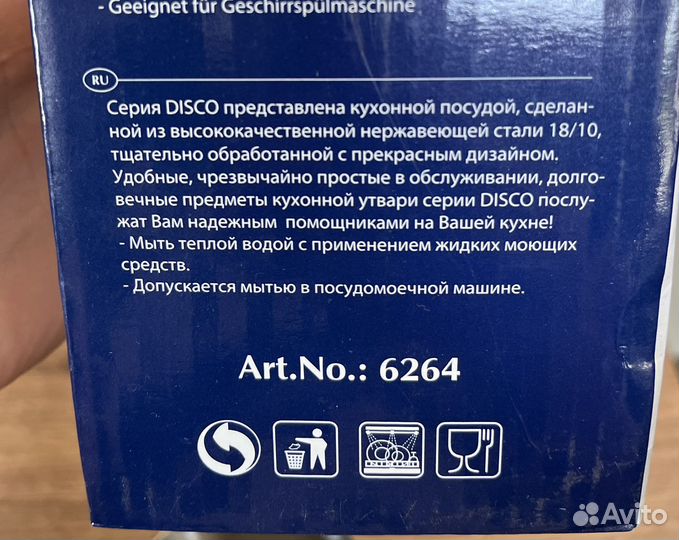 - Geeignet für Geschirrspülmaschine
RU
Серия DISCO представлена кухонной посудой, сделан-
ной из высококачественной нержавеющей стали 18/10,
тщательно обработанной с прекрасным дизайном.
Удобные, чрезвычайно простые в обслуживании, долго-
вечные предметы кухонной утвари серии DISCO послу-
жат Вам надежным помощниками на Вашей кухне!
- Мыть теплой водой с применением жидких моющих
средств.
- Допускается мытью в посудомоечной машине.
Art.No.: 6264
Avito